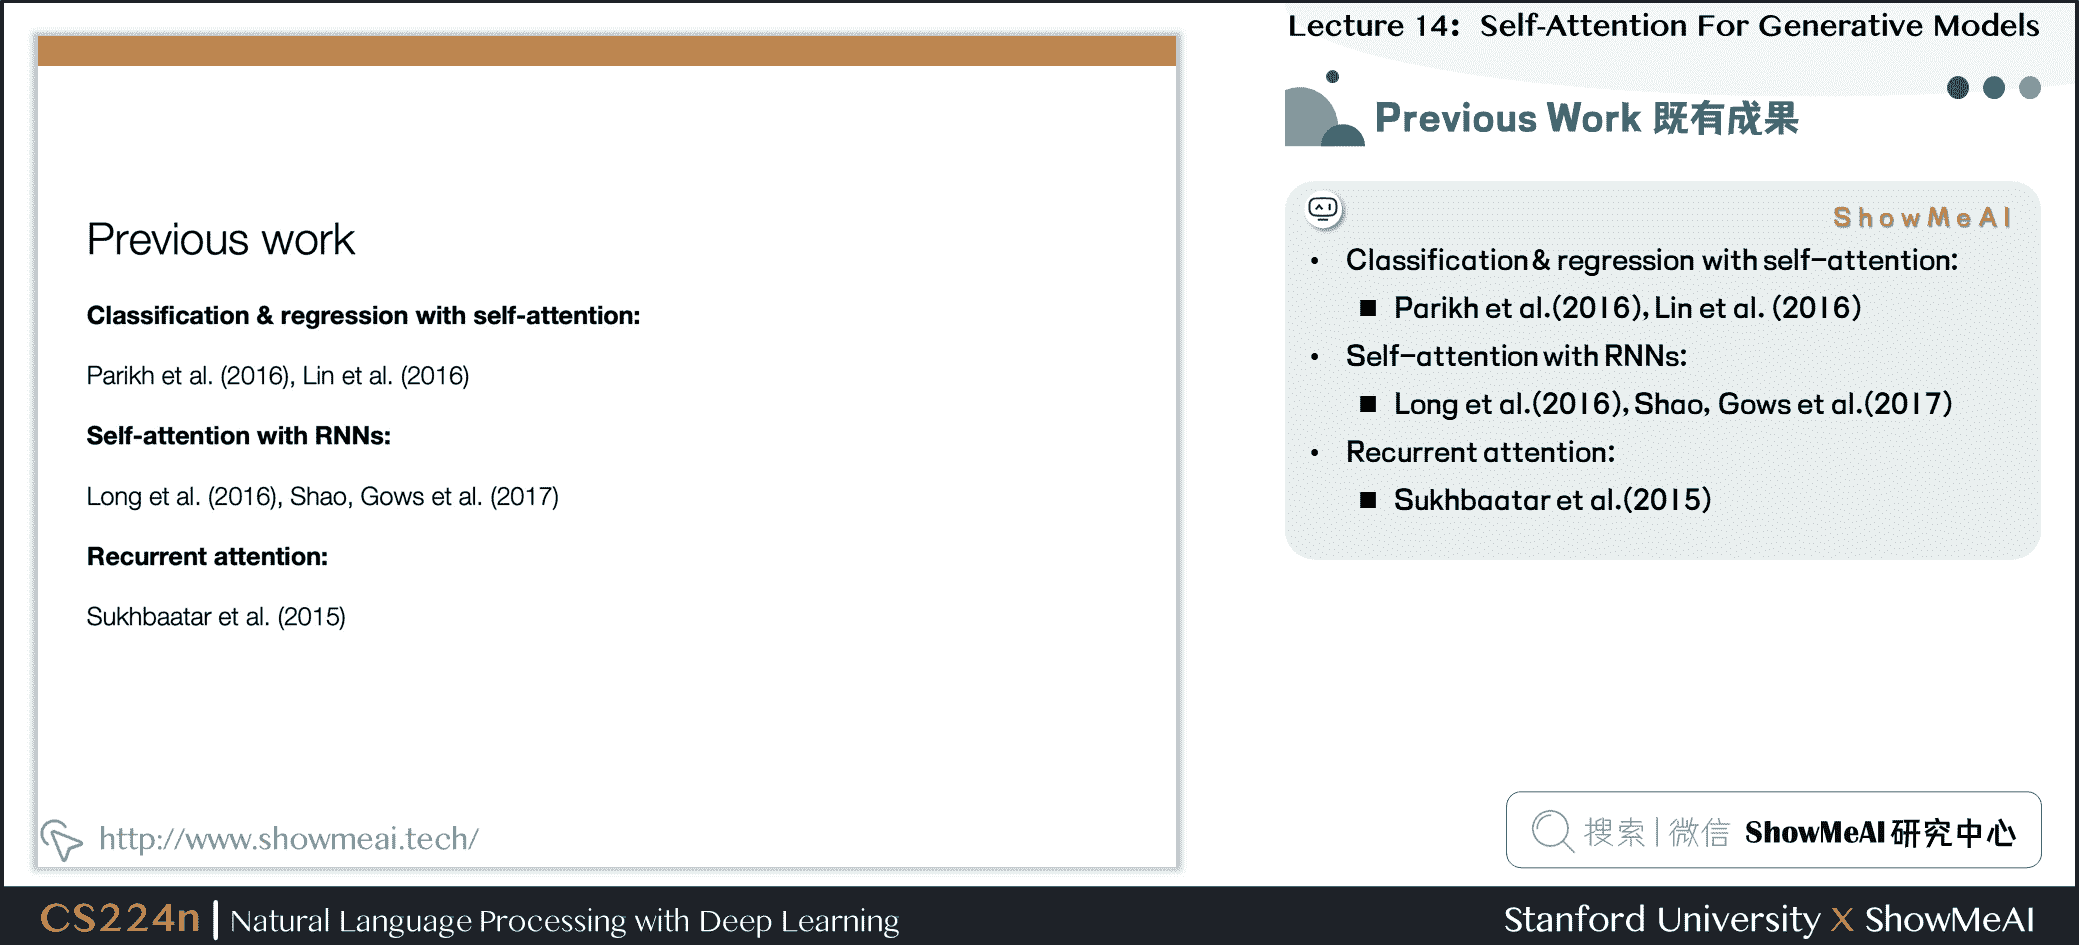 Lecture 14: Self-Attention For Generative Models
Previous work
Classification & regression with self-attention:
Parikh et al. (2016), Lin et al. (2016)
Self-attention with RNNs:
Long et al. (2016), Shao, Gows et al. (2017)
Recurrent attention:
Sukhbaatar et al. (2015)
http://www.showmeai.tech/
Previous Work 既有成果
ShowMeAI
• Classification & regression with self-attention:
■ Parikh et al.(2016), Lin et al. (2016)
• Self-attention with RNNs:
■ Long et al.(2016), Shao, Gows et al.(2017)
• Recurrent attention:
■ Sukhbaatar et al.(2015)
搜索 | 微信 ShowMeAI 研究中心
CS224n | Natural Language Processing with Deep Learning
Stanford University X ShowMeAI